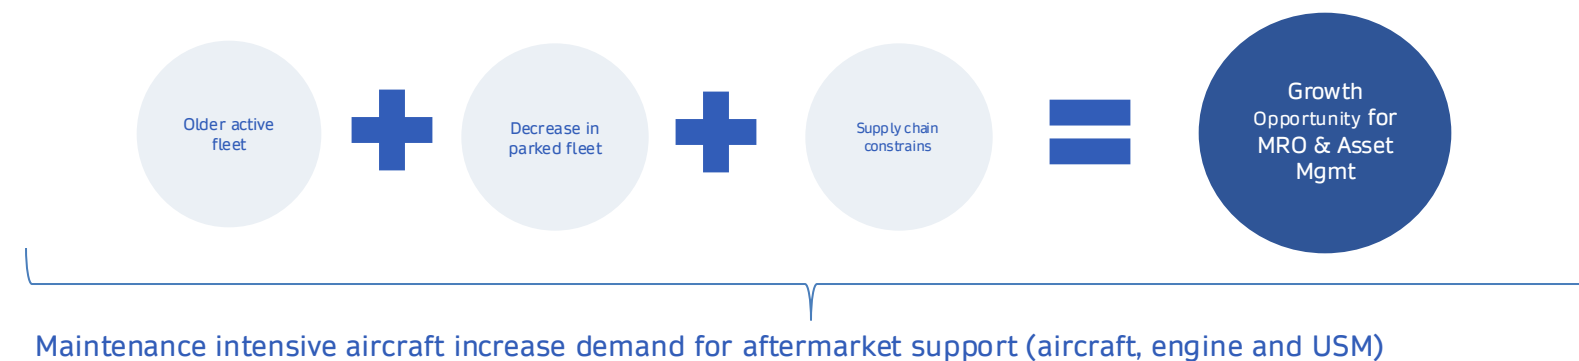 Older active
fleet
Decrease in
parked fleet
Supply chain
constrains
Growth
Opportunity for
MRO & Asset
Mgmt
Maintenance intensive aircraft increase demand for aftermarket support (aircraft, engine and USM)